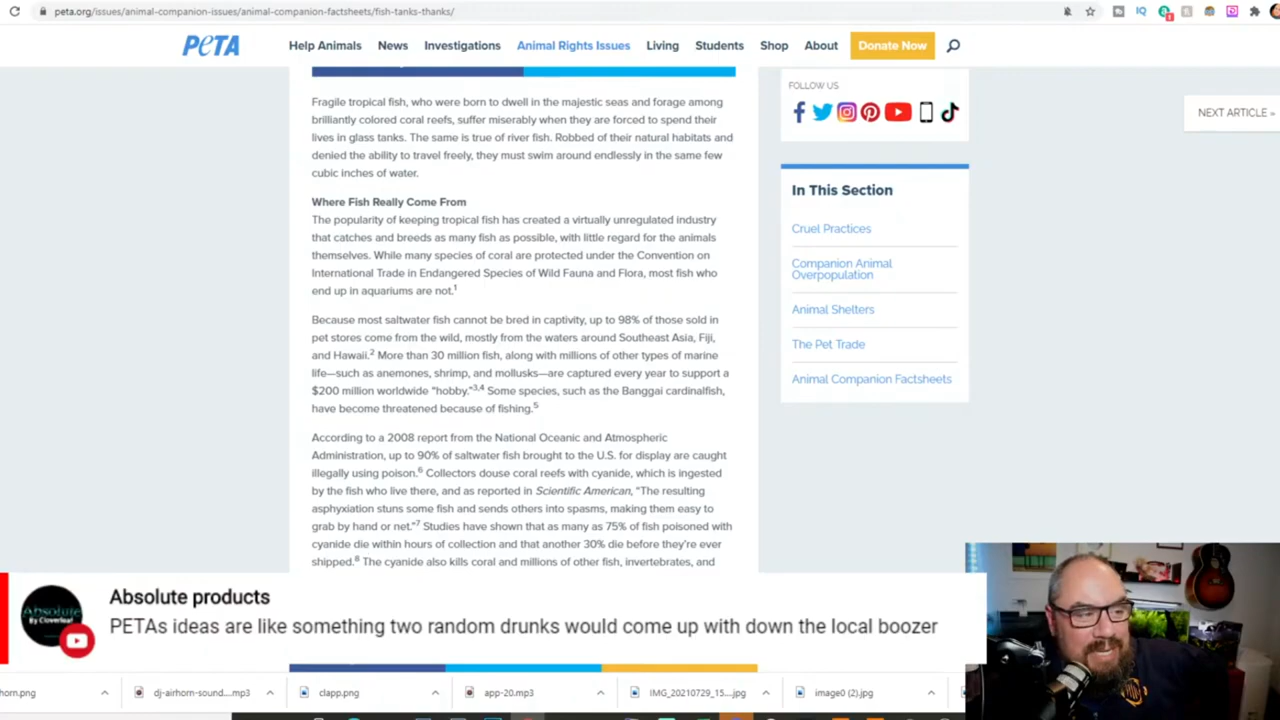 peta.org/issues/animal-companion-issues/animal-companion-factsheets/fish-tanks-thanks/
PeTA
Help Animals News Investigations Animal Rights Issues Living Students Shop About Donate Now
Fragile tropical fish, who were born to dwell in the majestic seas and forage among
brilliantly colored coral reefs, suffer miserably when they are forced to spend their
lives in glass tanks. The same is true of river fish. Robbed of their natural habitats and
denied the ability to travel freely, they must swim around endlessly in the same few
cubic inches of water.
Where Fish Really Come From
The popularity of keeping tropical fish has created a virtually unregulated industry
that catches and breeds as many fish as possible, with little regard for the animals
themselves. While many species of coral are protected under the Convention on
International Trade in Endangered Species of Wild Fauna and Flora, most fish who
end up in aquariums are not.1
Because most saltwater fish cannot be bred in captivity, up to 98% of those sold in
pet stores come from the wild, mostly from the waters around Southeast Asia, Fiji,
and Hawaii.2 More than 30 million fish, along with millions of other types of marine
life—such as anemones, shrimp, and mollusks—are captured every year to support a
$200 million worldwide "hobby."3,4 Some species, such as the Banggai cardinalfish,
have become threatened because of fishing.5
According to a 2008 report from the National Oceanic and Atmospheric
Administration, up to 90% of saltwater fish brought to the U.S. for display are caught
illegally using poison.6 Collectors douse coral reefs with cyanide, which is ingested
by the fish who live there, and as reported in Scientific American, "The resulting
asphyxiation stuns some fish and sends others into spasms, making them easy to
grab by hand or net."7 Studies have shown that as many as 75% of fish poisoned with
cyanide die within hours of collection and that another 30% die before they're ever
shipped.8 The cyanide also kills coral and millions of other fish, invertebrates, and
FOLLOW US
NEXT ARTICLE »
In This Section
Cruel Practices
Companion Animal
Overpopulation
Animal Shelters
The Pet Trade
Animal Companion Factsheets
Absolute
By Cloverleaf
Absolute products
PETAs ideas are like something two random drunks would come up with down the local boozer
horn.png dj-airhorn-sound....mp3 clapp.png app-20.mp3 IMG_20210729_15....jpg image0 (2).jpg